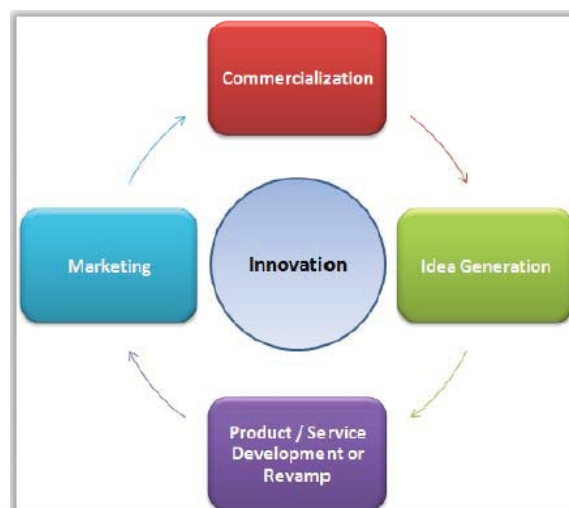 Commercialization
Marketing
Innovation
Idea Generation
Product / Service
Development or
Revamp